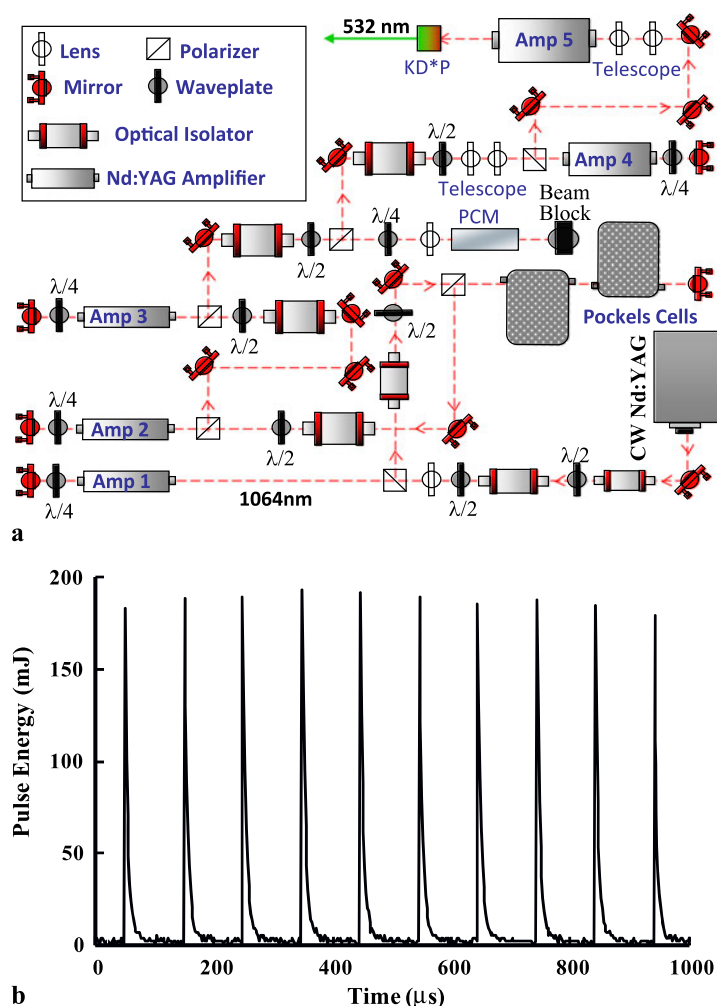 Lens
Polarizer
Mirror
Waveplate
Optical Isolator
Nd:YAG Amplifier
532 nm
KD*P
Amp 5
Telescope
λ/2
Telescope
Amp 4
λ/4
PCM
Beam
Block
λ/4
λ/2
λ/4
Amp 3
λ/2
λ/2
Pockels Cells
CW Nd:YAG
λ/4
Amp 2
λ/2
λ/2
Amp 1
λ/4
1064nm
λ/2
a
200
150
100
50
0
Pulse Energy (mJ)
0 200 400 600 800 1000
Time (μs)
b